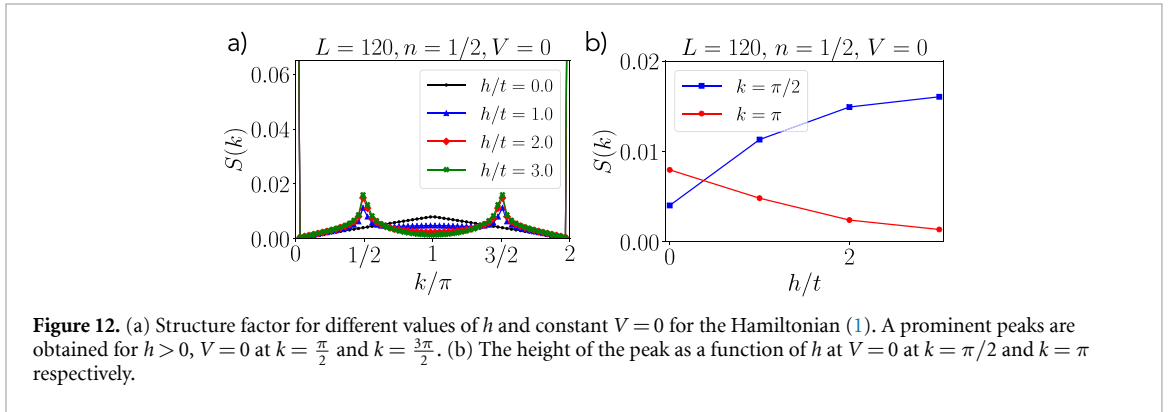 a)
L = 120, n = 1/2, V = 0
0.06
0.04
0.02
0.00
S(k)
h/t = 0.0
h/t = 1.0
h/t = 2.0
h/t = 3.0
0
1/2
1
3/2
2
k/π
b)
L = 120, n = 1/2, V = 0
0.02
0.01
0.00
S(k)
k = π/2
k = π
0
2
h/t
Figure 12. (a) Structure factor for different values of h and constant V = 0 for the Hamiltonian (1). A prominent peaks are
obtained for h > 0, V = 0 at k = π/2 and k = 3π/2. (b) The height of the peak as a function of h at V = 0 at k = π/2 and k = π
respectively.